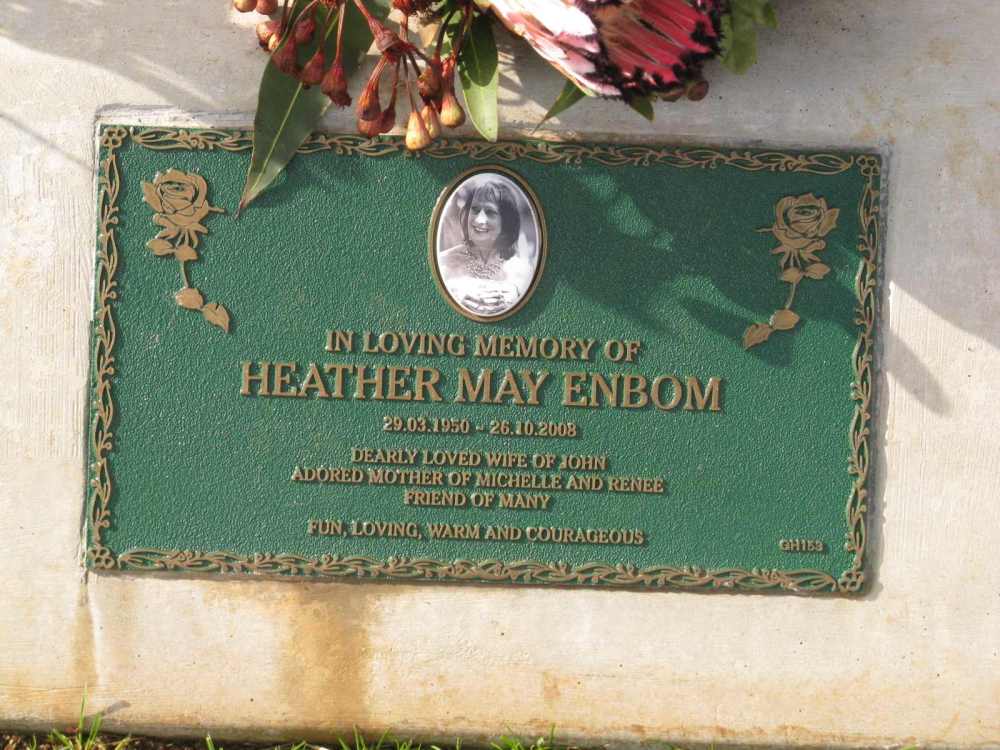 IN LOVING MEMORY OF
HEATHER MAY ENBOM
29.03.1950 - 26.10.2008
DEARLY LOVED WIFE OF JOHN
ADORED MOTHER OF MICHELLE AND RENEE
FRIEND OF MANY
FUN, LOVING, WARM AND COURAGEOUS
GH153